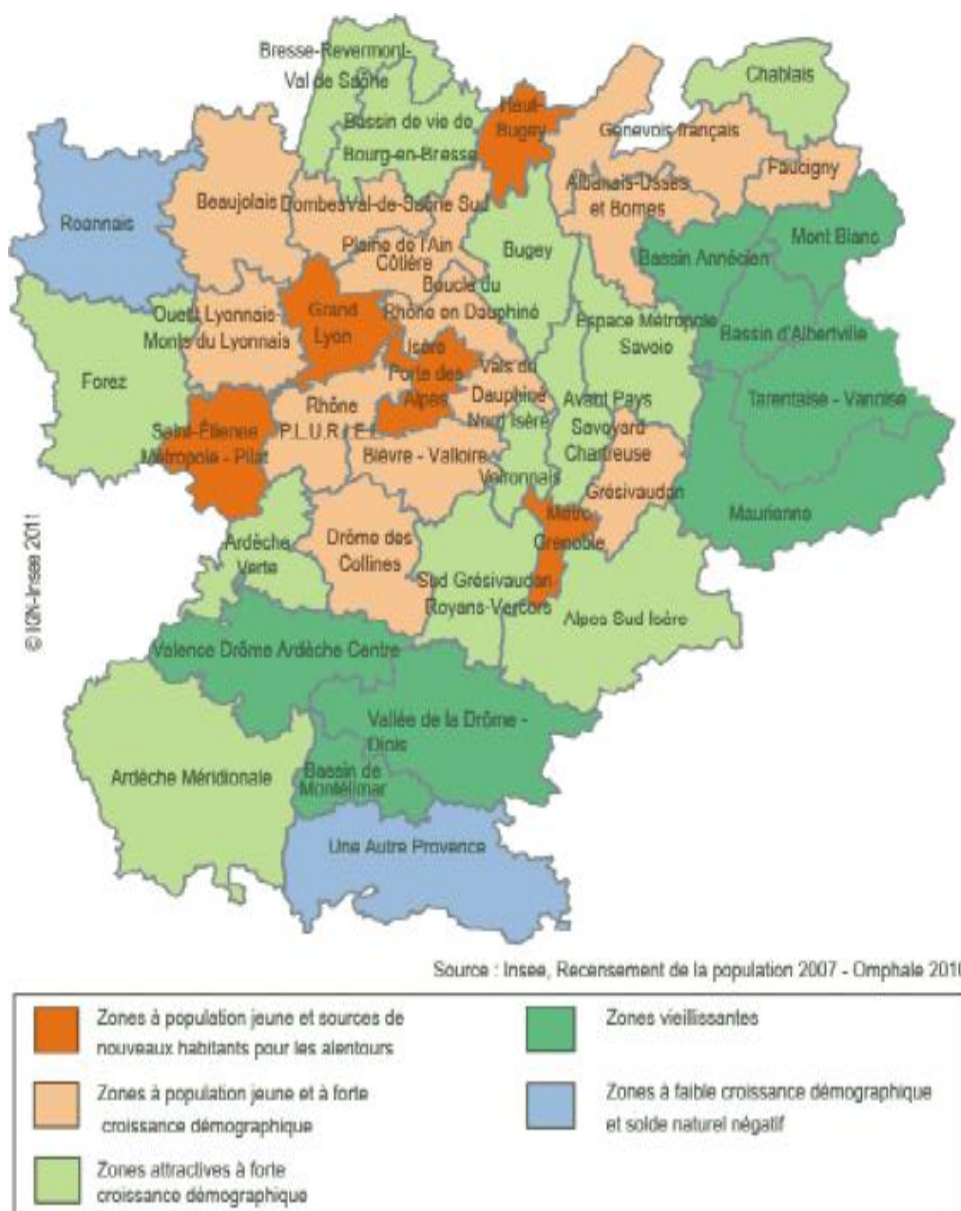 Bresse-Revermont-
Val de Saône
Chablais
Bassin de vie de
Bourg-en-Bresse
Haut-
Bugey
Genevois français
Faucigny
Roannais
Beaujolais
Dombes Val-de-Saône Sud
Albanais-Usses
et Bornes
Plaine de l'Ain
Côtière
Bugey
Bassin Annécien
Mont Blanc
Boucle du
Rhône en Dauphiné
Ouest Lyonnais-
Monts du Lyonnais
Grand
Lyon
Espace Métropole
Savoie
Bassin d'Albertville
Isère
Porte des
Alpes
Forez
Vals du
Dauphiné
Nord Isère
Avant Pays
Savoyard
Chartreuse
Tarentaise - Vanoise
Rhône
P.L.U.R.I.E.L
Saint-Étienne
Métropole - Pilat
Bièvre - Valloire
Voironnais
Grésivaudan
Maurienne
Métro
Grenoble
Ardèche
Verte
Drôme des
Collines
Sud Grésivaudan
Royans-Vercors
Alpes Sud Isère
© IGN-Insee 2011
Valence Drôme Ardèche Centre
Vallée de la Drôme -
Diois
Ardèche Méridionale
Bassin de
Montélimar
Une Autre Provence
Source : Insee, Recensement de la population 2007 - Omphale 2010
Zones à population jeune et sources de
nouveaux habitants pour les alentours
Zones à population jeune et à forte
croissance démographique
Zones attractives à forte
croissance démographique
Zones vieillissantes
Zones à faible croissance démographique
et solde naturel négatif